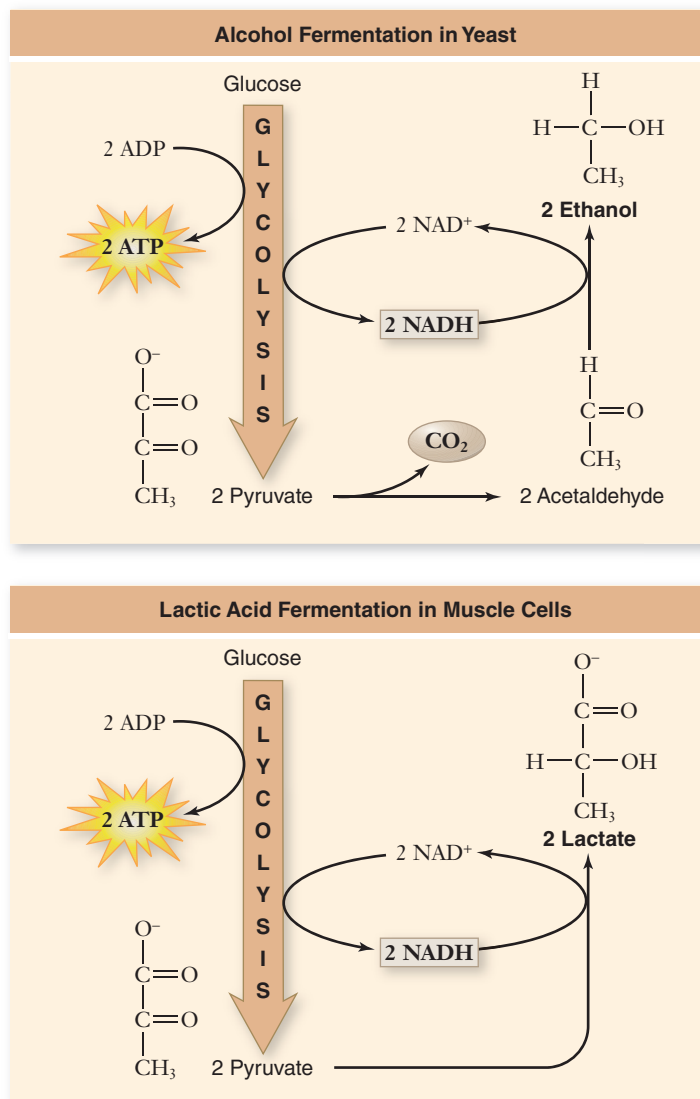 Alcohol Fermentation in Yeast
Glucose
G
L
Y
C
O
L
Y
S
I
S
2 ADP
2 ATP
2 NAD⁺
2 NADH
H
H—C—OH
CH₃
2 Ethanol
O⁻
C=O
C=O
CH₃
2 Pyruvate
CO₂
H
C=O
CH₃
2 Acetaldehyde
Lactic Acid Fermentation in Muscle Cells
Glucose
G
L
Y
C
O
L
Y
S
I
S
2 ADP
2 ATP
2 NAD⁺
2 NADH
O⁻
C=O
H—C—OH
CH₃
2 Lactate
O⁻
C=O
C=O
CH₃
2 Pyruvate